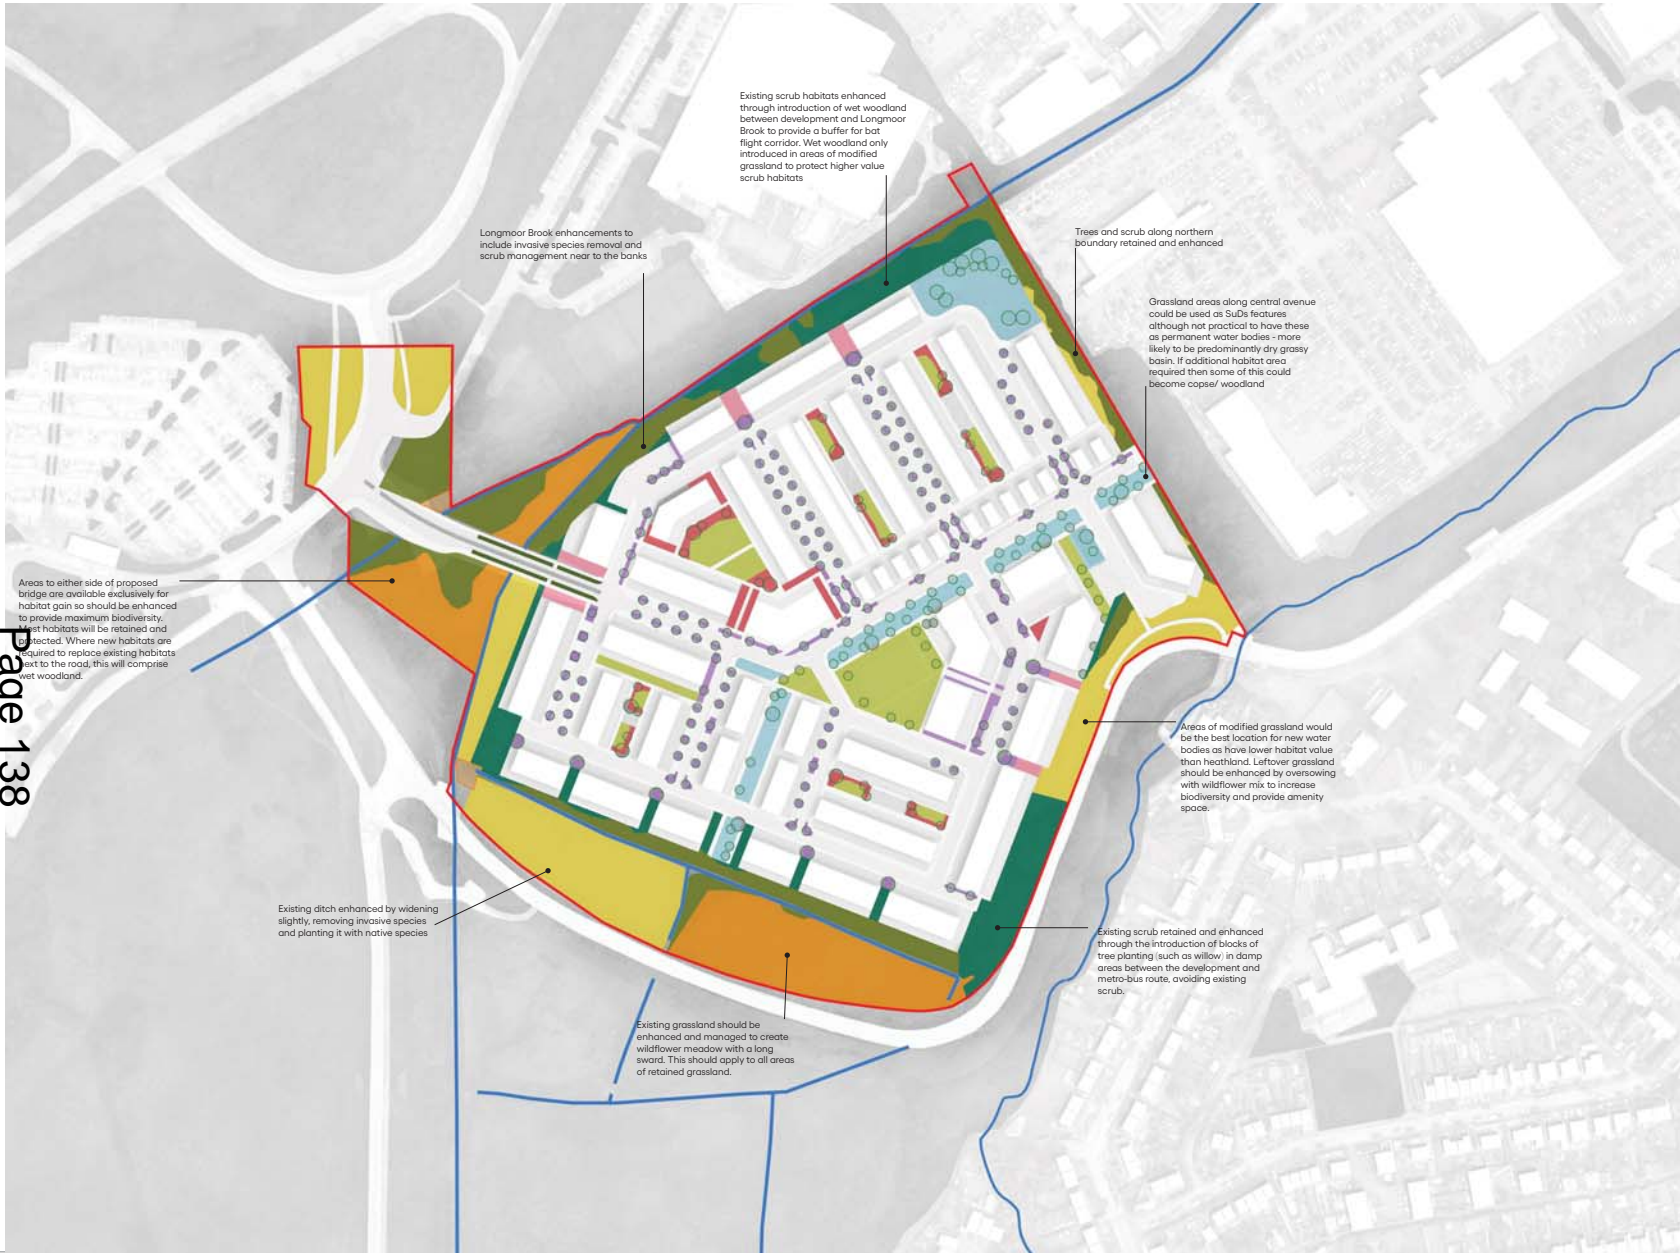 Existing scrub habitats enhanced
through introduction of wet woodland
between development and Longmoor
Brook to provide a buffer for bat
flight corridor. Wet woodland only
introduced in areas of modified
grassland to protect higher value
scrub habitats
Longmoor Brook enhancements to
include invasive species removal and
scrub management near to the banks
Trees and scrub along northern
boundary retained and enhanced
Grassland areas along central avenue
could be used as SuDs features
although not practical to have these
as permanent water bodies - more
likely to be predominantly dry grassy
basin. If additional habitat area
required then some of this could
become copse/ woodland
Areas to either side of proposed
bridge are available exclusively for
habitat gain so should be enhanced
to provide maximum biodiversity.
Most habitats will be retained and
protected. Where new habitats are
required to replace existing habitats
next to the road, this will comprise
wet woodland.
Page 138
Areas of modified grassland would
be the best location for new water
bodies as have lower habitat value
than heathland. Leftover grassland
should be enhanced by oversowing
with wildflower mix to increase
biodiversity and provide amenity
space.
Existing ditch enhanced by widening
slightly, removing invasive species
and planting it with native species
Existing scrub retained and enhanced
through the introduction of blocks of
tree planting (such as willow) in damp
areas between the development and
metro-bus route, avoiding existing
scrub.
Existing grassland should be
enhanced and managed to create
wildflower meadow with a long
sward. This should apply to all areas
of retained grassland.